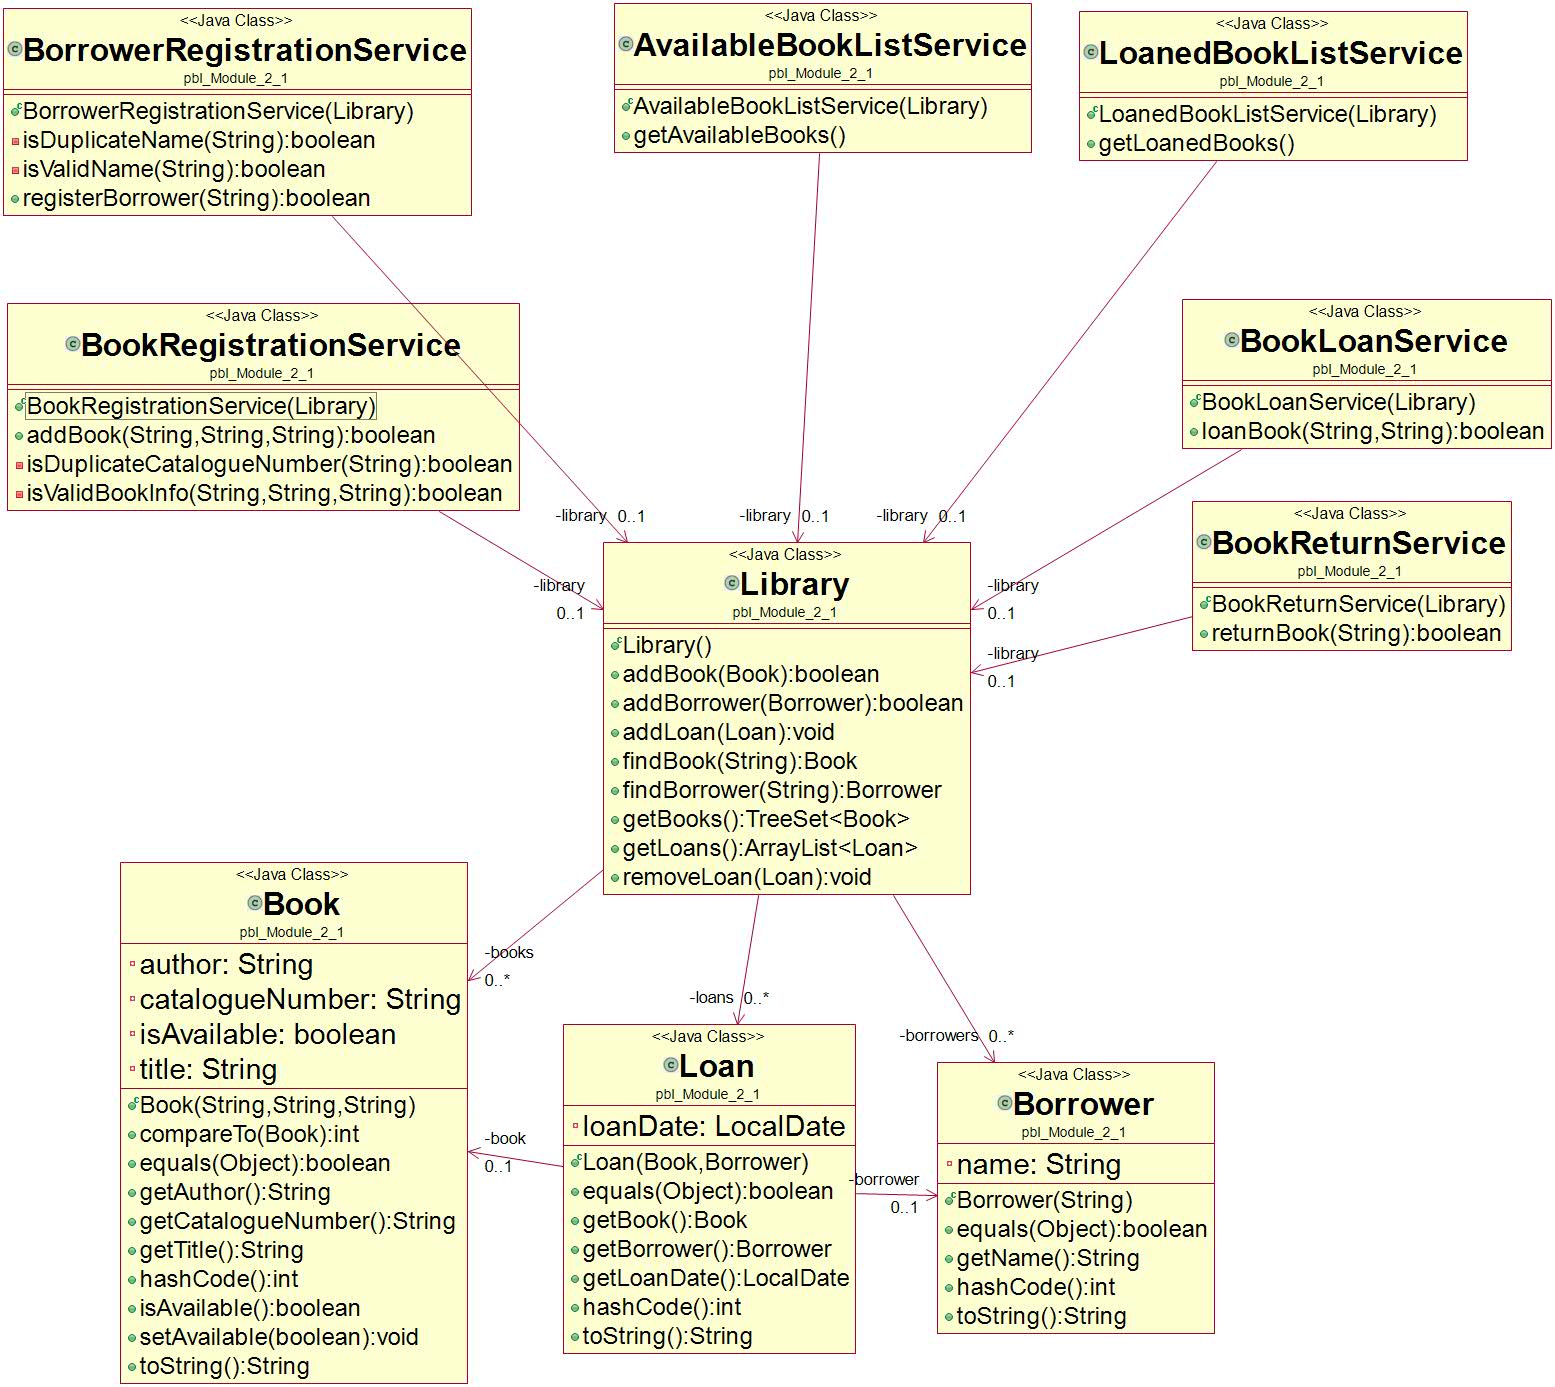 <<Java Class>>
BorrowerRegistrationService
pbl_Module_2_1
BorrowerRegistrationService(Library)
isDuplicateName(String):boolean
isValidName(String):boolean
registerBorrower(String):boolean
<<Java Class>>
AvailableBookListService
pbl_Module_2_1
AvailableBookListService(Library)
getAvailableBooks()
<<Java Class>>
LoanedBookListService
pbl_Module_2_1
LoanedBookListService(Library)
getLoanedBooks()
<<Java Class>>
BookRegistrationService
pbl_Module_2_1
BookRegistrationService(Library)
addBook(String,String,String):boolean
isDuplicateCatalogueNumber(String):boolean
isValidBookInfo(String,String,String):boolean
<<Java Class>>
BookLoanService
pbl_Module_2_1
BookLoanService(Library)
loanBook(String,String):boolean
<<Java Class>>
BookReturnService
pbl_Module_2_1
BookReturnService(Library)
returnBook(String):boolean
-library 0..1
-library 0..1
-library 0..1
-library
0..1
-library
0..1
-library
0..1
<<Java Class>>
Library
pbl_Module_2_1
Library()
addBook(Book):boolean
addBorrower(Borrower):boolean
addLoan(Loan):void
findBook(String):Book
findBorrower(String):Borrower
getBooks():TreeSet<Book>
getLoans():ArrayList<Loan>
removeLoan(Loan):void
-books
0..*
-loans 0..*
-borrowers 0..*
<<Java Class>>
Book
pbl_Module_2_1
author: String
catalogueNumber: String
isAvailable: boolean
title: String
Book(String,String,String)
compareTo(Book):int
equals(Object):boolean
getAuthor():String
getCatalogueNumber():String
getTitle():String
hashCode():int
isAvailable():boolean
setAvailable(boolean):void
toString():String
-book
0..1
<<Java Class>>
Loan
pbl_Module_2_1
loanDate: LocalDate
Loan(Book,Borrower)
equals(Object):boolean
getBook():Book
getBorrower():Borrower
getLoanDate():LocalDate
hashCode():int
toString():String
-borrower
0..1
<<Java Class>>
Borrower
pbl_Module_2_1
name: String
Borrower(String)
equals(Object):boolean
getName():String
hashCode():int
toString():String